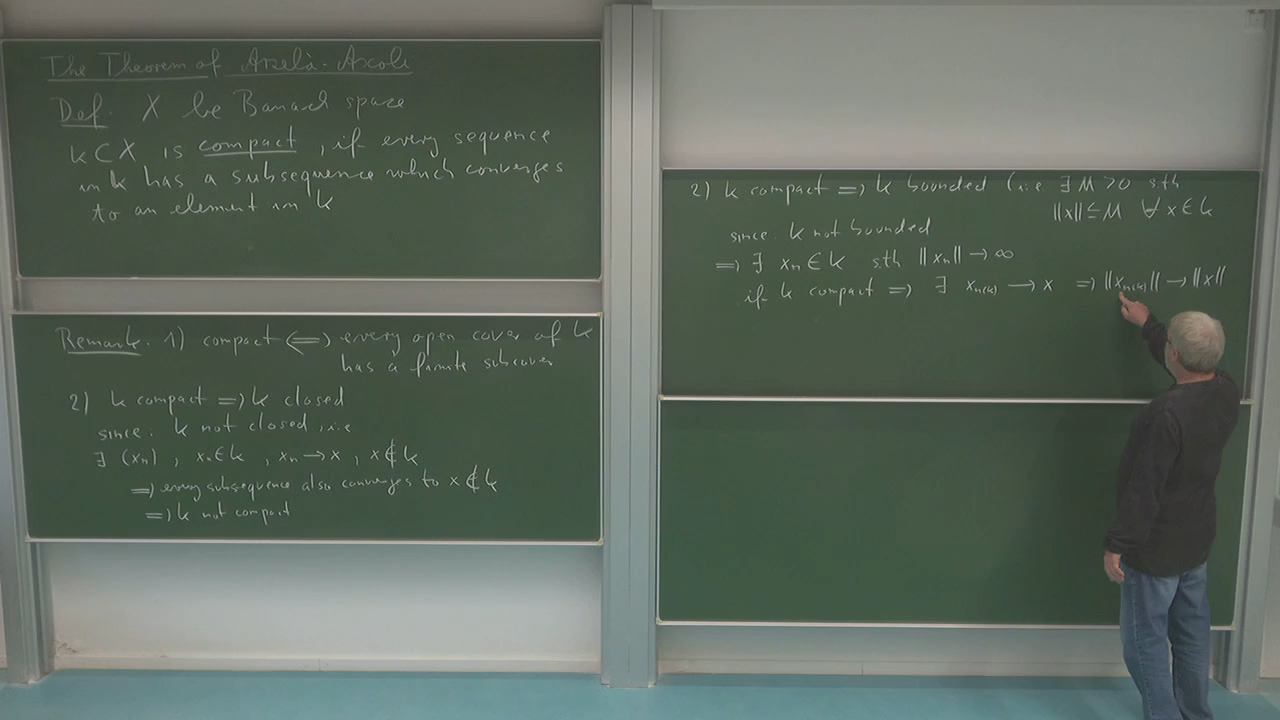 The Theorem of Arzelà-Ascoli
Def. X be Banach space
K ⊂ X is compact, if every sequence
in K has a subsequence which converges
to an element in K
Remark. 1) compact ⟺ every open cover of K
has a finite subcover
2) K compact ⟹ K closed
since: K not closed, i.e
∃ (xₙ), xₙ ∈ K, xₙ → x, x ∉ K
⟹ every subsequence also converges to x ∉ K
⟹ K not compact
2) K compact ⟹ K bounded (i.e ∃ M > 0 sth
||x|| ≤ M ∀ x ∈ K
since: K not bounded
⟹ ∃ xₙ ∈ K s.th ||xₙ|| → ∞
if K compact ⟹ ∃ x_{n(k)} → x ⟹ ||x_{n(k)}|| → ||x||